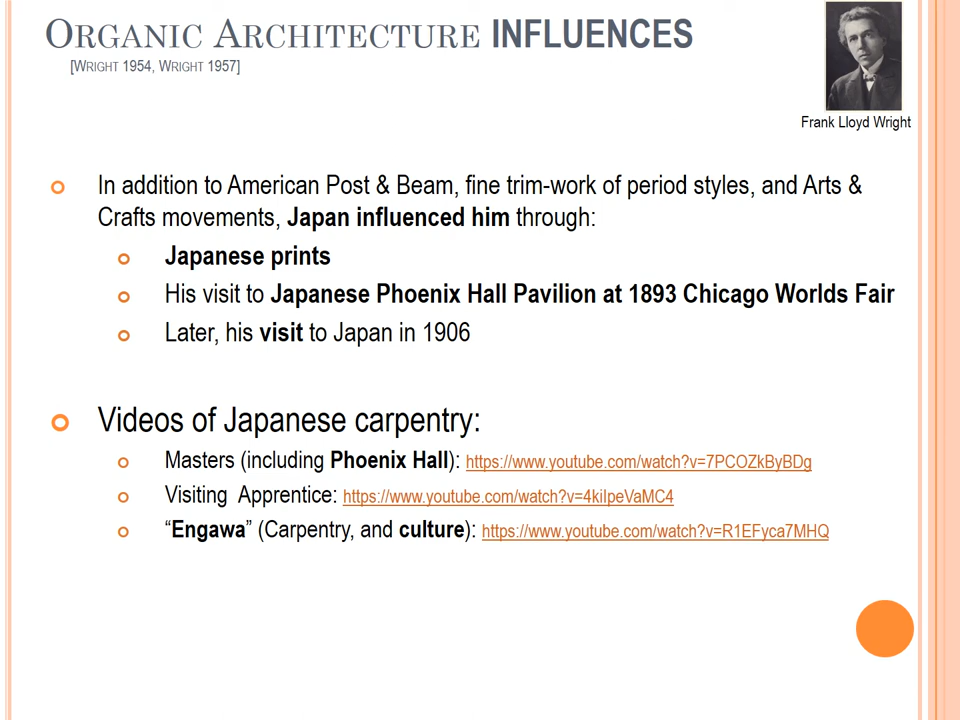 ORGANIC ARCHITECTURE INFLUENCES
[WRIGHT 1954, WRIGHT 1957]
Frank Lloyd Wright
In addition to American Post & Beam, fine trim-work of period styles, and Arts &
Crafts movements, Japan influenced him through:
Japanese prints
His visit to Japanese Phoenix Hall Pavilion at 1893 Chicago Worlds Fair
Later, his visit to Japan in 1906
Videos of Japanese carpentry:
Masters (including Phoenix Hall): https://www.youtube.com/watch?v=7PCOZkByBDg
Visiting Apprentice: https://www.youtube.com/watch?v=4kiIpeVaMC4
“Engawa” (Carpentry, and culture): https://www.youtube.com/watch?v=R1EFyca7MHQ